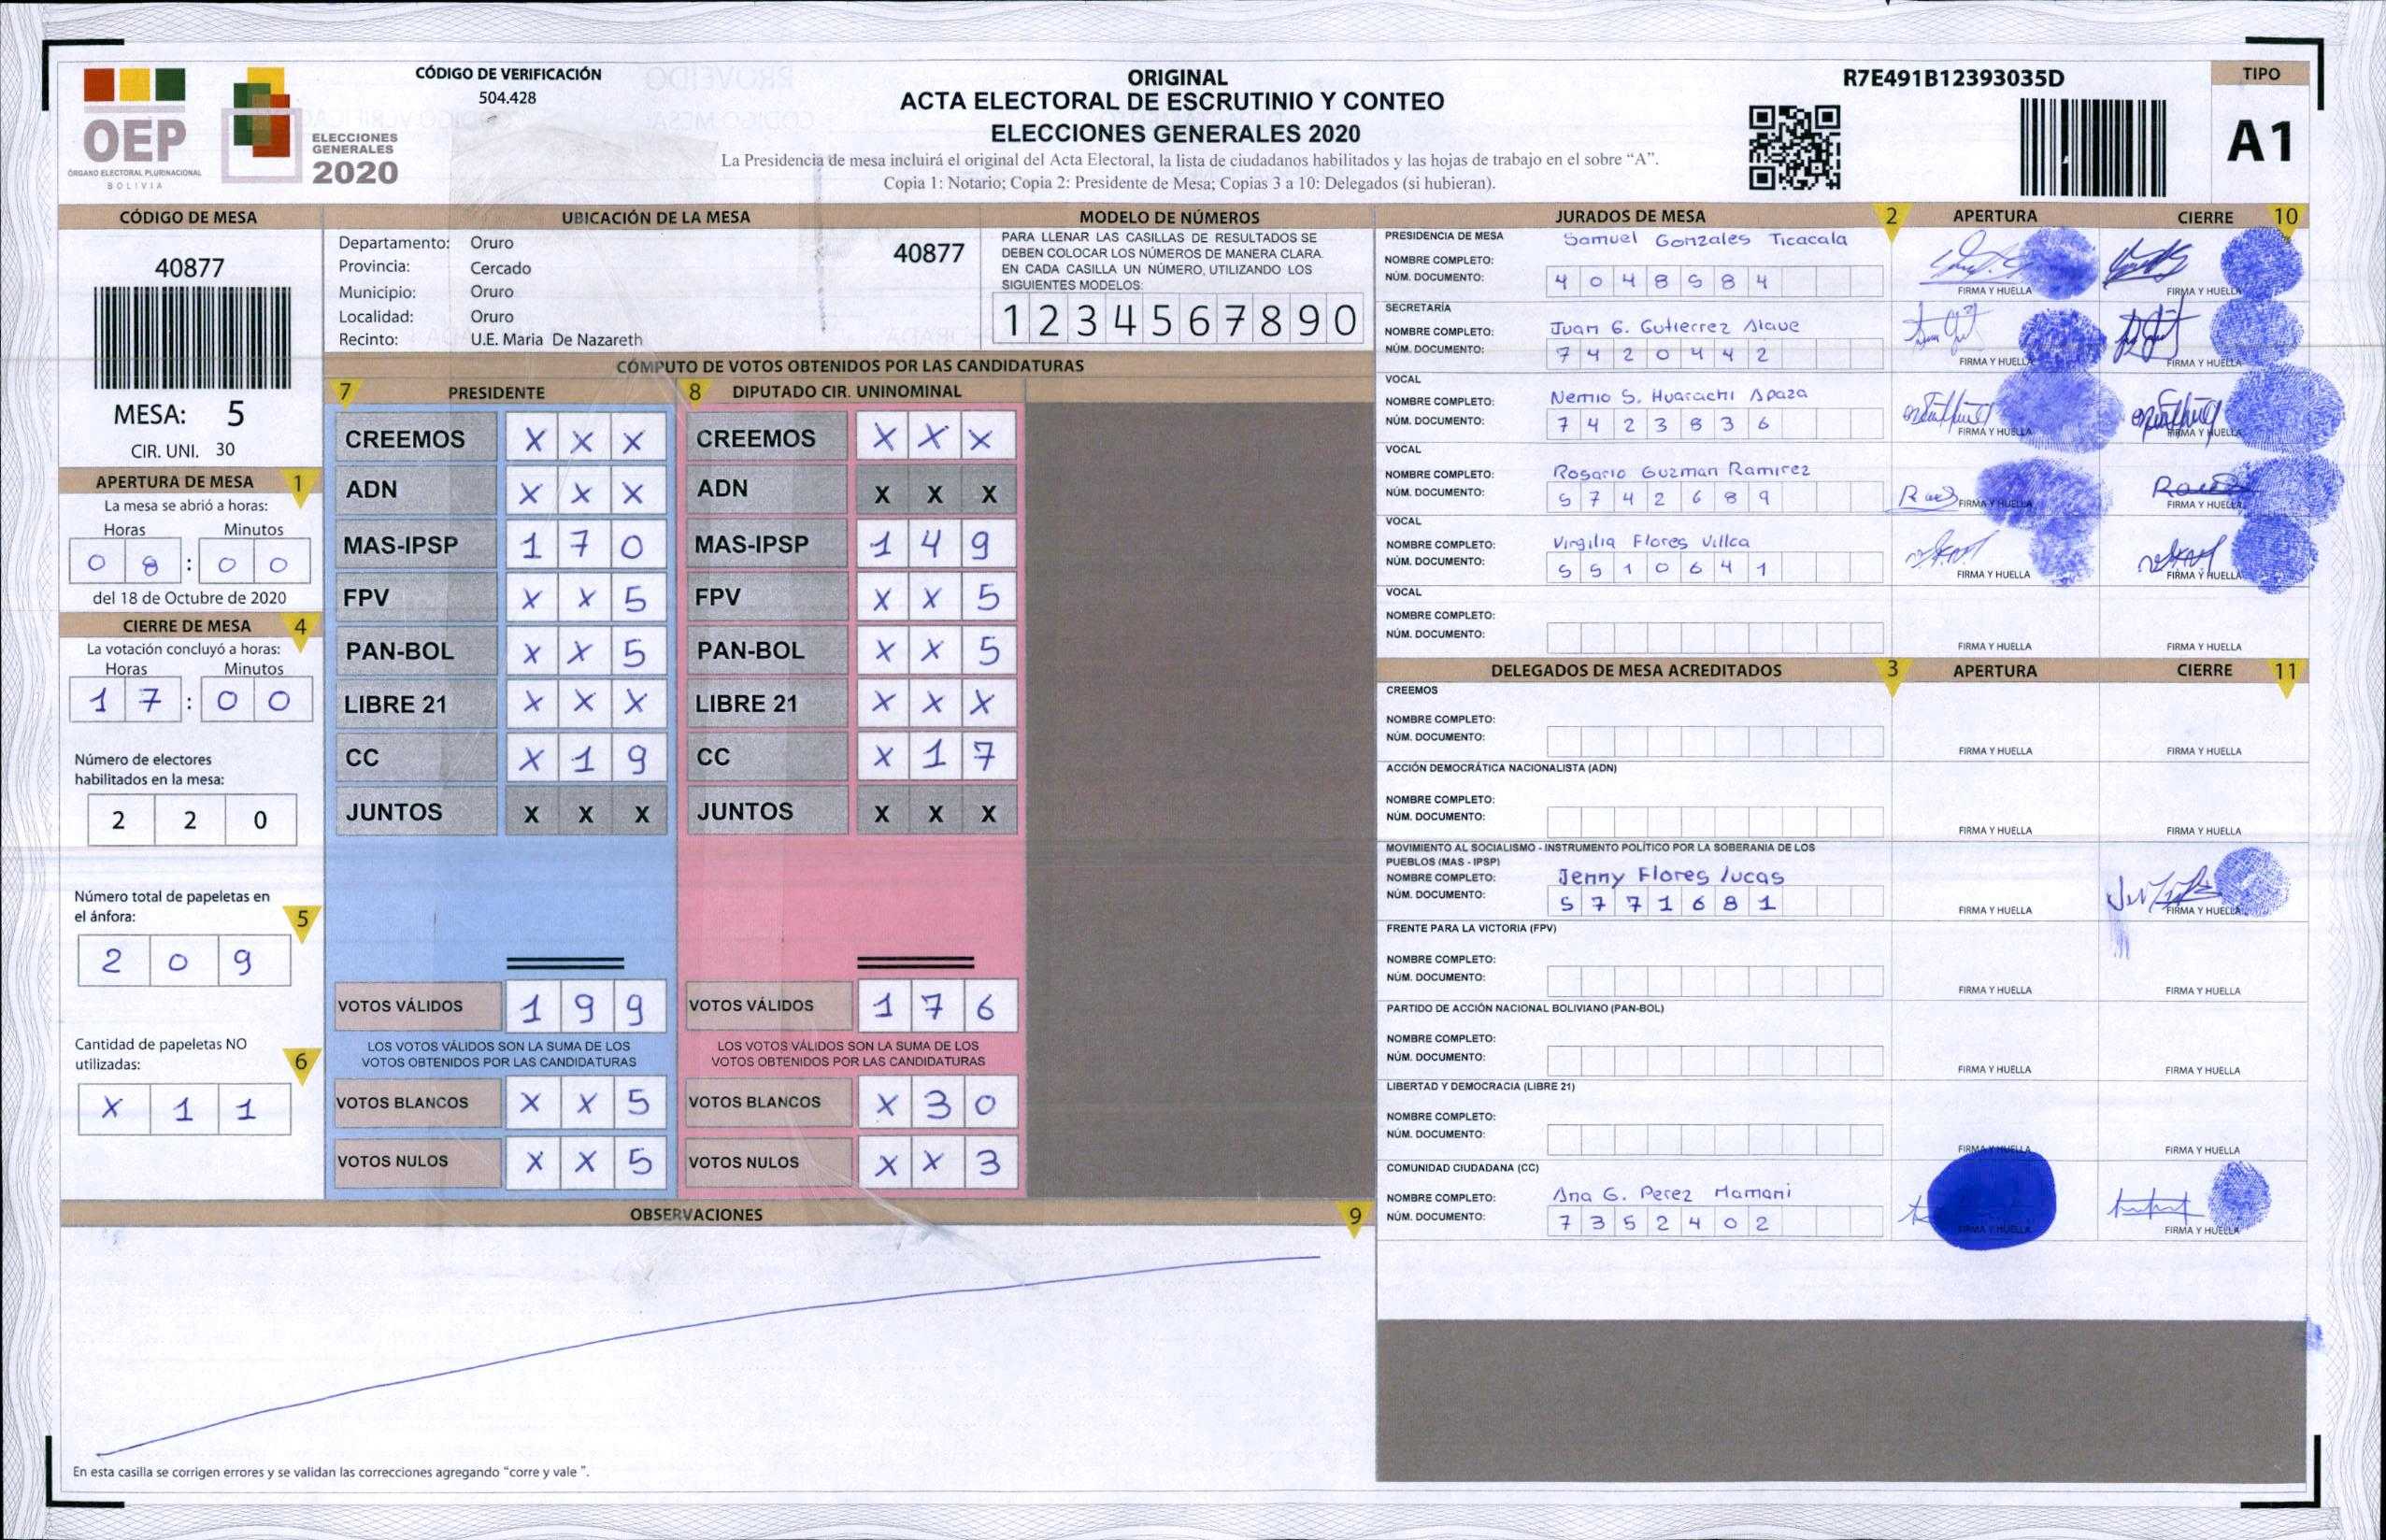 OEP
ÓRGANO ELECTORAL PLURINACIONAL
BOLIVIA
ELECCIONES
GENERALES
2020
CÓDIGO DE VERIFICACIÓN
504.428
ORIGINAL
ACTA ELECTORAL DE ESCRUTINIO Y CONTEO
ELECCIONES GENERALES 2020
La Presidencia de mesa incluirá el original del Acta Electoral, la lista de ciudadanos habilitados y las hojas de trabajo en el sobre “A”.
Copia 1: Notario; Copia 2: Presidente de Mesa; Copias 3 a 10: Delegados (si hubieran).
R7E491B12393035D
TIPO
A1
CÓDIGO DE MESA
40877
MESA: 5
CIR. UNI. 30
APERTURA DE MESA 1
La mesa se abrió a horas:
Horas Minutos
0 8 : 0 0
del 18 de Octubre de 2020
CIERRE DE MESA 4
La votación concluyó a horas:
Horas Minutos
1 7 : 0 0
Número de electores
habilitados en la mesa:
2 2 0
Número total de papeletas en
el ánfora: 5
2 0 9
Cantidad de papeletas NO
utilizadas: 6
X 1 1
UBICACIÓN DE LA MESA
Departamento: Oruro
Provincia: Cercado
Municipio: Oruro
Localidad: Oruro
Recinto: U.E. Maria De Nazareth
40877
MODELO DE NÚMEROS
PARA LLENAR LAS CASILLAS DE RESULTADOS SE
DEBEN COLOCAR LOS NÚMEROS DE MANERA CLARA.
EN CADA CASILLA UN NÚMERO, UTILIZANDO LOS
SIGUIENTES MODELOS:
1 2 3 4 5 6 7 8 9 0
CÓMPUTO DE VOTOS OBTENIDOS POR LAS CANDIDATURAS
7 PRESIDENTE
CREEMOS X X X
ADN X X X
MAS-IPSP 1 7 0
FPV X X 5
PAN-BOL X X 5
LIBRE 21 X X X
CC X 1 9
JUNTOS X X X
VOTOS VÁLIDOS 1 9 9
LOS VOTOS VÁLIDOS SON LA SUMA DE LOS
VOTOS OBTENIDOS POR LAS CANDIDATURAS
VOTOS BLANCOS X X 5
VOTOS NULOS X X 5
8 DIPUTADO CIR. UNINOMINAL
CREEMOS X X X
ADN X X X
MAS-IPSP 1 4 9
FPV X X 5
PAN-BOL X X 5
LIBRE 21 X X X
CC X 1 7
JUNTOS X X X
VOTOS VÁLIDOS 1 7 6
LOS VOTOS VÁLIDOS SON LA SUMA DE LOS
VOTOS OBTENIDOS POR LAS CANDIDATURAS
VOTOS BLANCOS X 3 0
VOTOS NULOS X X 3
OBSERVACIONES 9
En esta casilla se corrigen errores y se validan las correcciones agregando “corre y vale ”.
JURADOS DE MESA 2 APERTURA CIERRE 10
PRESIDENCIA DE MESA Samuel Gonzales Ticacala
NOMBRE COMPLETO:
NÚM. DOCUMENTO: 4 0 4 8 5 8 4
FIRMA Y HUELLA FIRMA Y HUELLA
SECRETARÍA
NOMBRE COMPLETO: Juan G. Gutierrez Alave
NÚM. DOCUMENTO: 7 4 2 0 4 4 2
FIRMA Y HUELLA FIRMA Y HUELLA
VOCAL
NOMBRE COMPLETO: Nemio S. Huarachi Apaza
NÚM. DOCUMENTO: 7 4 2 3 8 3 6
FIRMA Y HUELLA FIRMA Y HUELLA
VOCAL
NOMBRE COMPLETO: Rosario Guzman Ramirez
NÚM. DOCUMENTO: 5 7 4 2 6 8 9
FIRMA Y HUELLA FIRMA Y HUELLA
VOCAL
NOMBRE COMPLETO: Virgilia Flores Villca
NÚM. DOCUMENTO: 5 5 1 0 6 4 1
FIRMA Y HUELLA FIRMA Y HUELLA
VOCAL
NOMBRE COMPLETO:
NÚM. DOCUMENTO:
FIRMA Y HUELLA FIRMA Y HUELLA
DELEGADOS DE MESA ACREDITADOS 3 APERTURA CIERRE 11
CREEMOS
NOMBRE COMPLETO:
NÚM. DOCUMENTO:
FIRMA Y HUELLA FIRMA Y HUELLA
ACCIÓN DEMOCRÁTICA NACIONALISTA (ADN)
NOMBRE COMPLETO:
NÚM. DOCUMENTO:
FIRMA Y HUELLA FIRMA Y HUELLA
MOVIMIENTO AL SOCIALISMO - INSTRUMENTO POLÍTICO POR LA SOBERANIA DE LOS
PUEBLOS (MAS - IPSP)
NOMBRE COMPLETO: Jenny Flores Lucas
NÚM. DOCUMENTO: 5 7 7 1 6 8 1
FIRMA Y HUELLA FIRMA Y HUELLA
FRENTE PARA LA VICTORIA (FPV)
NOMBRE COMPLETO:
NÚM. DOCUMENTO:
FIRMA Y HUELLA FIRMA Y HUELLA
PARTIDO DE ACCIÓN NACIONAL BOLIVIANO (PAN-BOL)
NOMBRE COMPLETO:
NÚM. DOCUMENTO:
FIRMA Y HUELLA FIRMA Y HUELLA
LIBERTAD Y DEMOCRACIA (LIBRE 21)
NOMBRE COMPLETO:
NÚM. DOCUMENTO:
FIRMA Y HUELLA FIRMA Y HUELLA
COMUNIDAD CIUDADANA (CC)
NOMBRE COMPLETO: Ana G. Perez Mamani
NÚM. DOCUMENTO: 7 3 5 2 4 0 2
FIRMA Y HUELLA FIRMA Y HUELLA